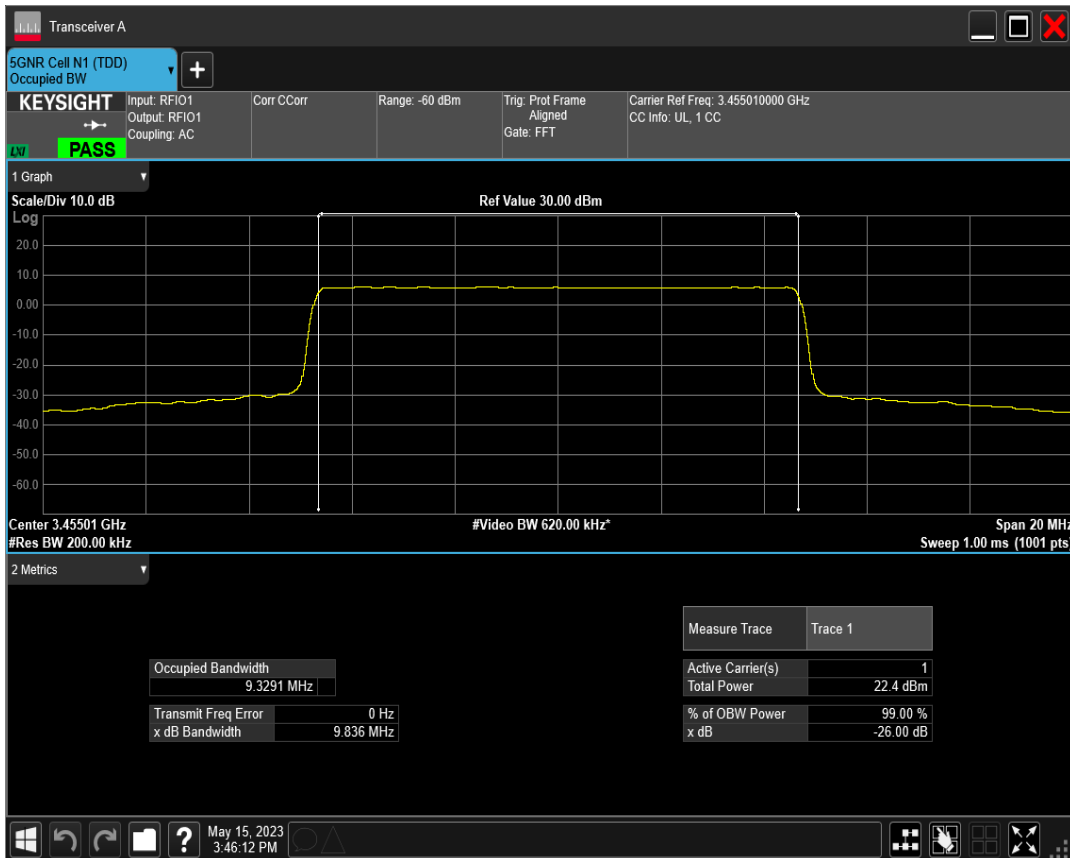 Transceiver A
5GNR Cell N1 (TDD)
Occupied BW
+
KEYSIGHT
LXI
PASS
Input: RFIO1
Output: RFIO1
Coupling: AC
Corr CCorr
Range: -60 dBm
Trig: Prot Frame
Aligned
Gate: FFT
Carrier Ref Freq: 3.455010000 GHz
CC Info: UL, 1 CC
1 Graph
Scale/Div 10.0 dB
Ref Value 30.00 dBm
Log
20.0
10.0
0.00
-10.0
-20.0
-30.0
-40.0
-50.0
-60.0
Center 3.45501 GHz
#Video BW 620.00 kHz*
Span 20 MHz
#Res BW 200.00 kHz
Sweep 1.00 ms (1001 pts)
2 Metrics
Measure Trace Trace 1
Occupied Bandwidth
9.3291 MHz
Active Carrier(s) 1
Total Power 22.4 dBm
Transmit Freq Error 0 Hz
x dB Bandwidth 9.836 MHz
% of OBW Power 99.00 %
x dB -26.00 dB
?
May 15, 2023
3:46:12 PM